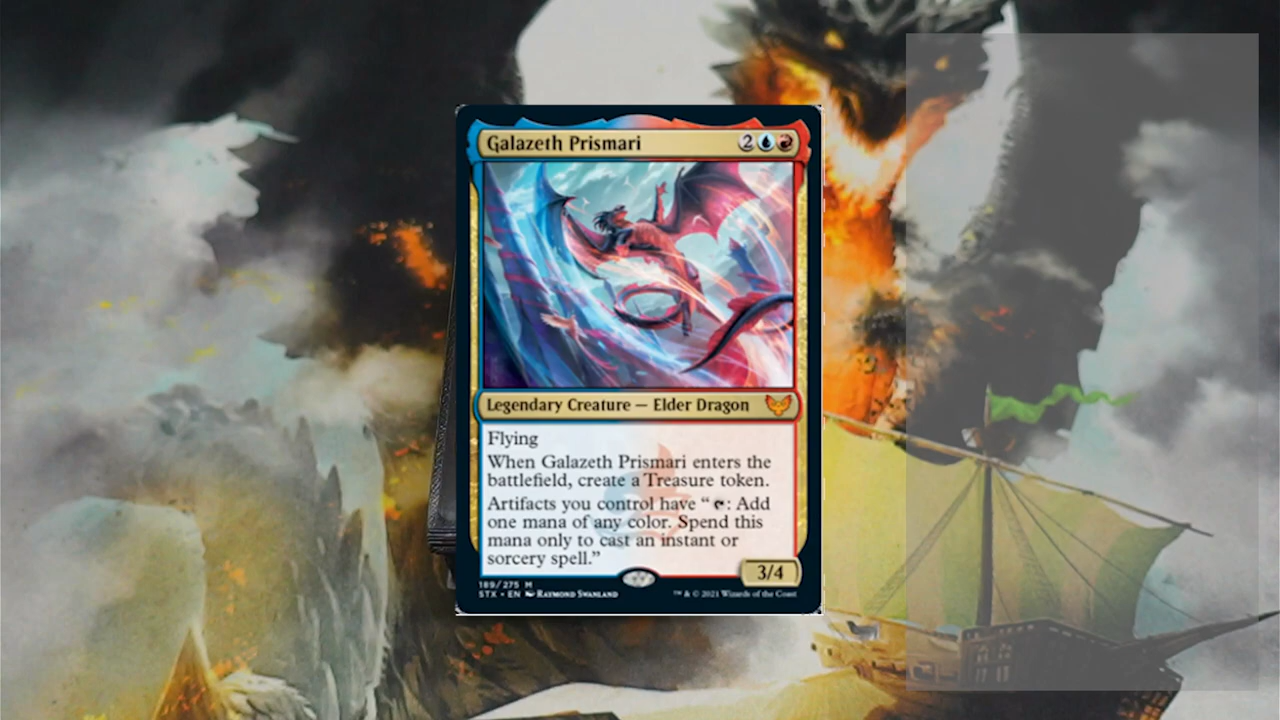 Galazeth Prismari 2
Legendary Creature — Elder Dragon
Flying
When Galazeth Prismari enters the
battlefield, create a Treasure token.
Artifacts you control have “ : Add
one mana of any color. Spend this
mana only to cast an instant or
sorcery spell.”
3/4
189/275 M
STX • EN Raymond Swanland
™ & © 2021 Wizards of the Coast